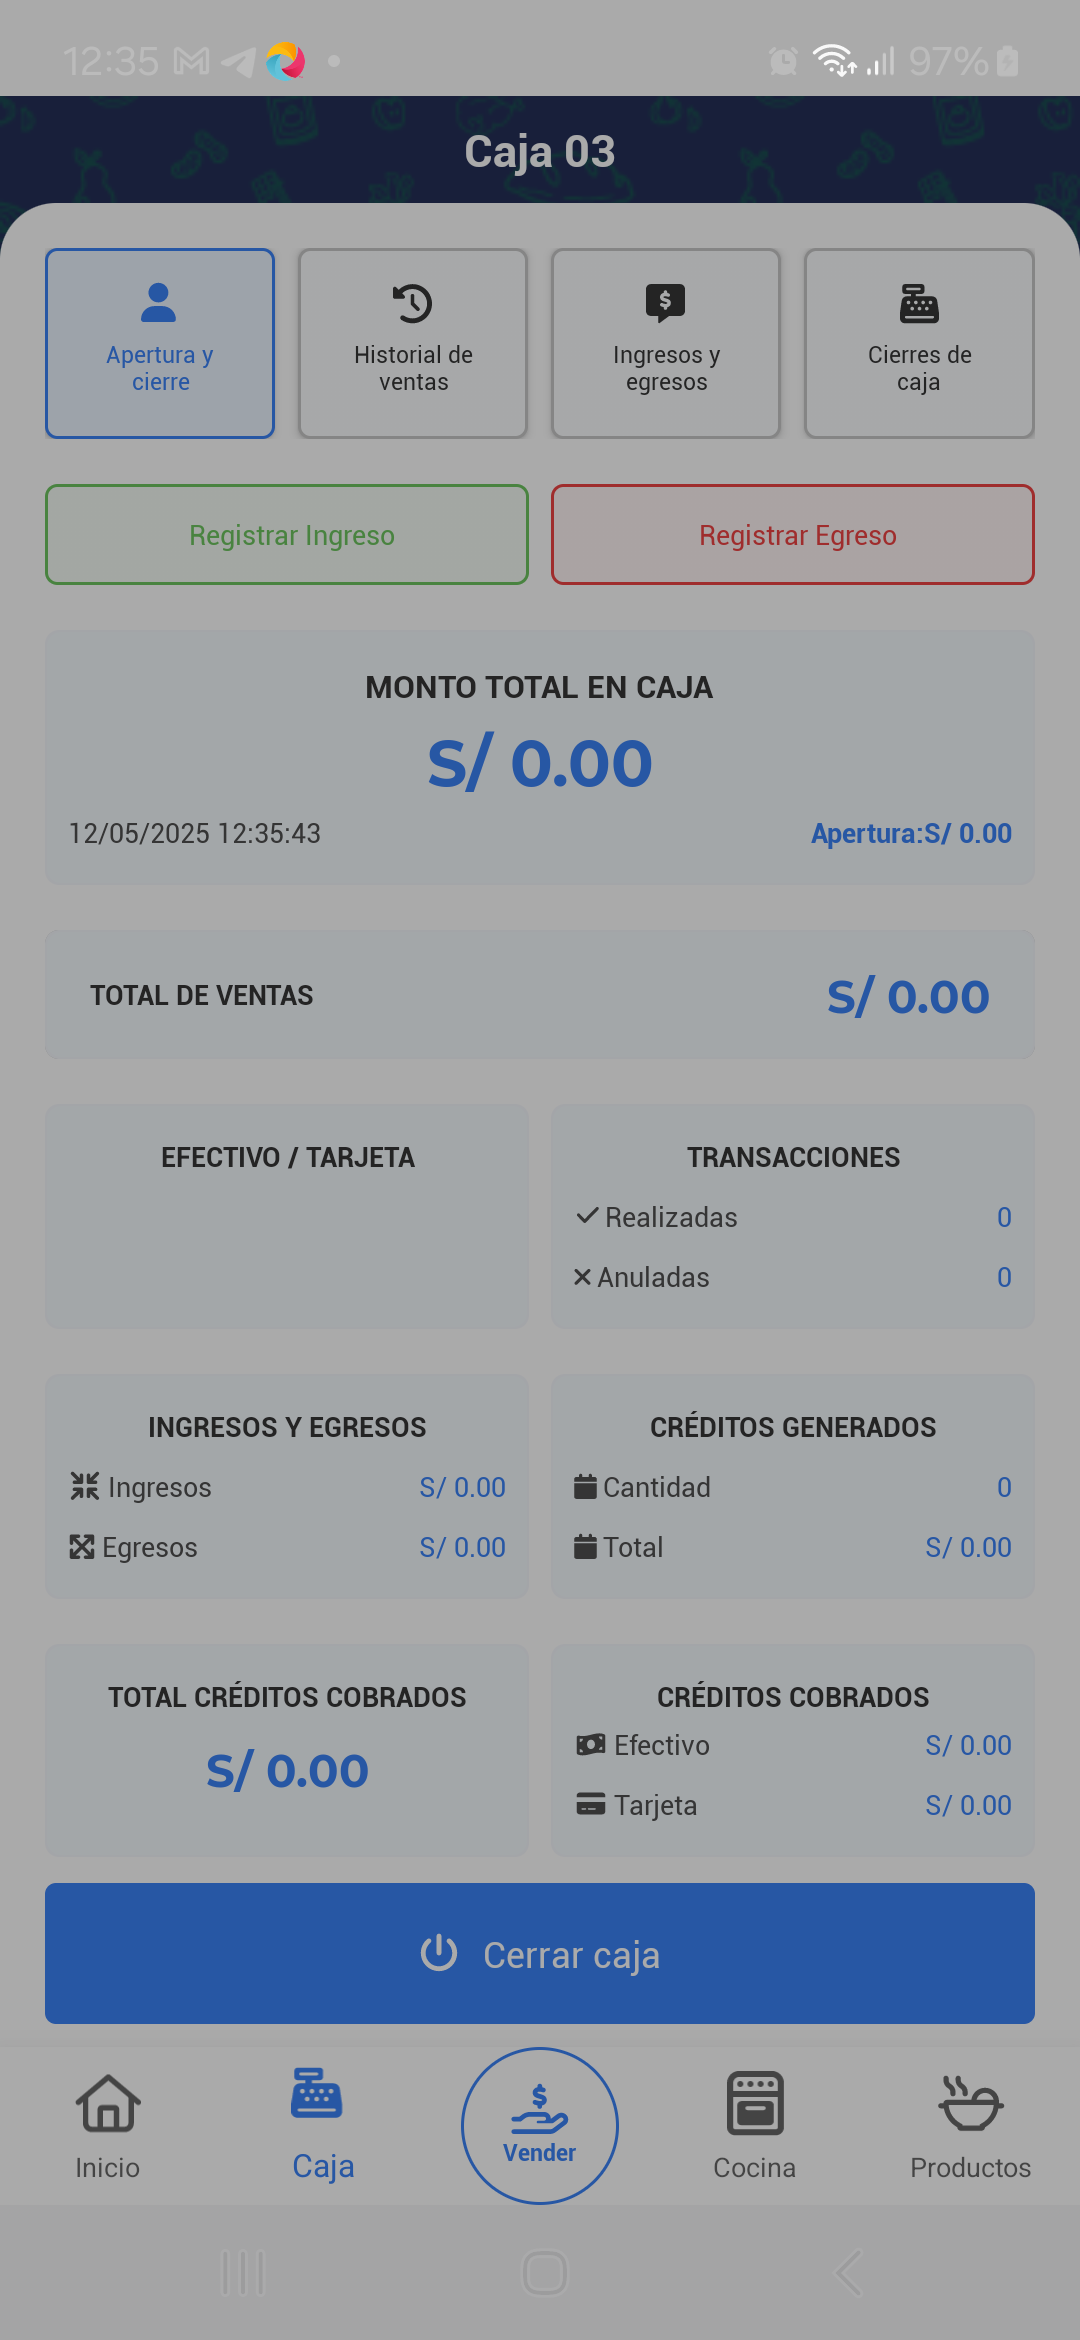 12:35
97%
Caja 03
Apertura y
cierre
Historial de
ventas
Ingresos y
egresos
Cierres de
caja
Registrar Ingreso
Registrar Egreso
MONTO TOTAL EN CAJA
S/ 0.00
12/05/2025 12:35:43
Apertura:S/ 0.00
TOTAL DE VENTAS
S/ 0.00
EFECTIVO / TARJETA
TRANSACCIONES
Realizadas
0
Anuladas
0
INGRESOS Y EGRESOS
Ingresos
S/ 0.00
Egresos
S/ 0.00
CRÉDITOS GENERADOS
Cantidad
0
Total
S/ 0.00
TOTAL CRÉDITOS COBRADOS
S/ 0.00
CRÉDITOS COBRADOS
Efectivo
S/ 0.00
Tarjeta
S/ 0.00
Cerrar caja
Inicio
Caja
Vender
Cocina
Productos